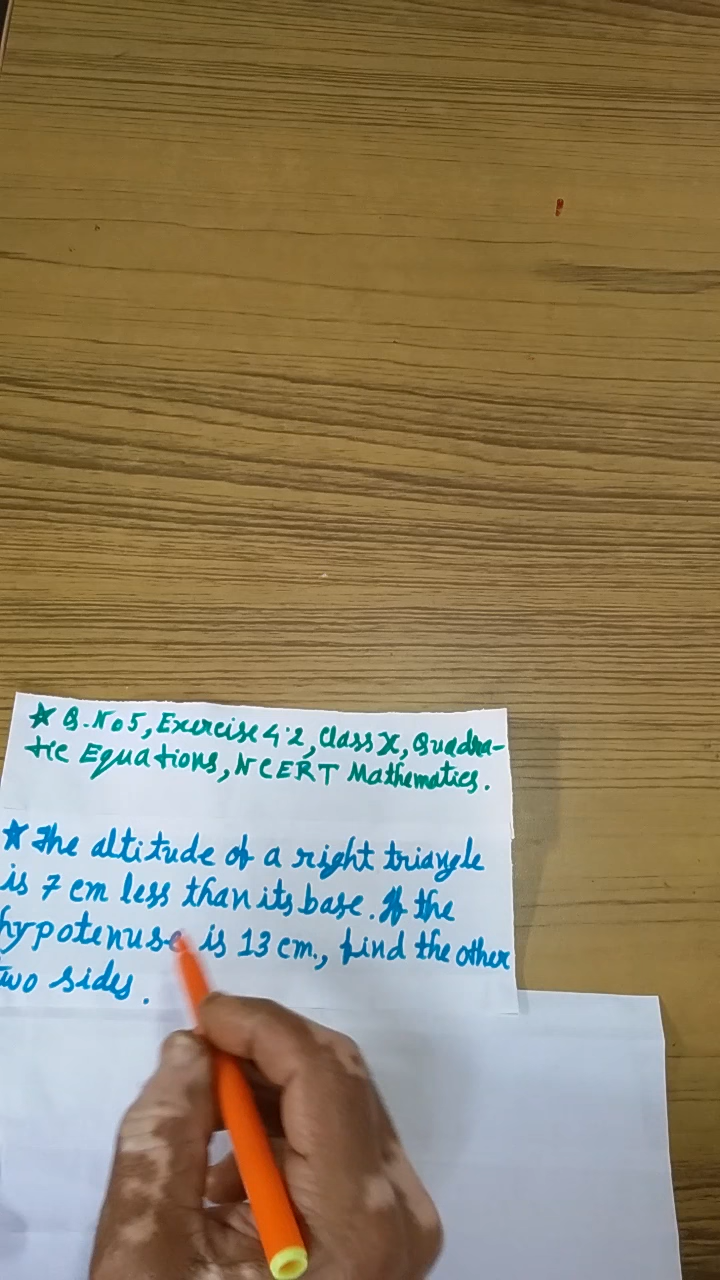 * Q. No 5, Exercise 4.2, Class X, Quadra-
tic Equations, NCERT Mathematics.
* The altitude of a right triangle
is 7 cm less than its base. If the
hypotenuse is 13 cm., find the other
two sides.